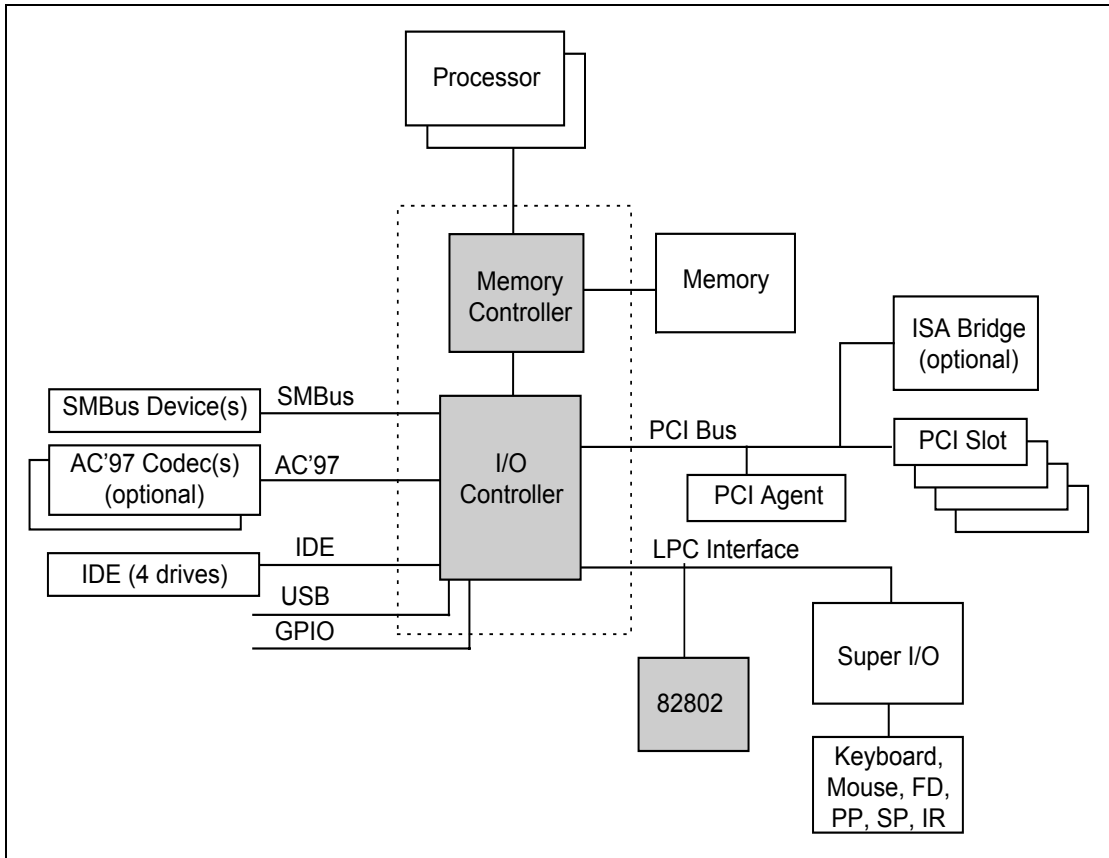 Processor
Memory
Controller
Memory
ISA Bridge
(optional)
SMBus Device(s)
SMBus
AC'97 Codec(s)
(optional)
AC'97
I/O
Controller
PCI Bus
PCI Slot
PCI Agent
IDE (4 drives)
IDE
USB
GPIO
LPC Interface
82802
Super I/O
Keyboard,
Mouse, FD,
PP, SP, IR